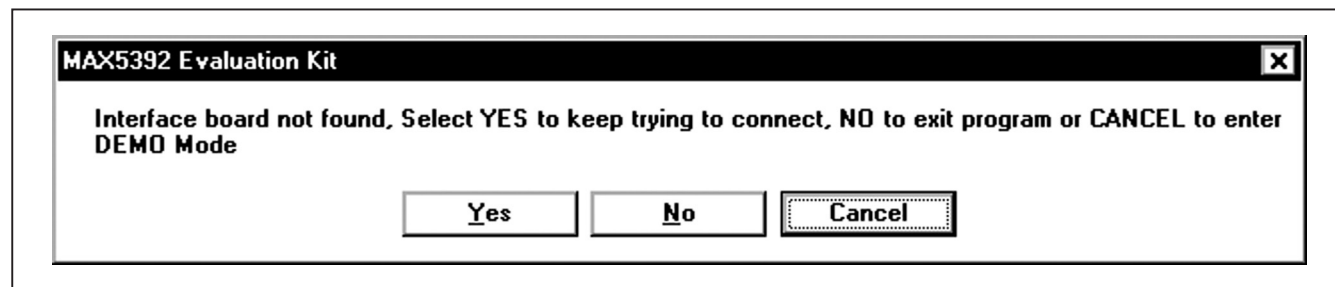 MAX5392 Evaluation Kit
Interface board not found, Select YES to keep trying to connect, NO to exit program or CANCEL to enter
DEMO Mode
Yes No Cancel